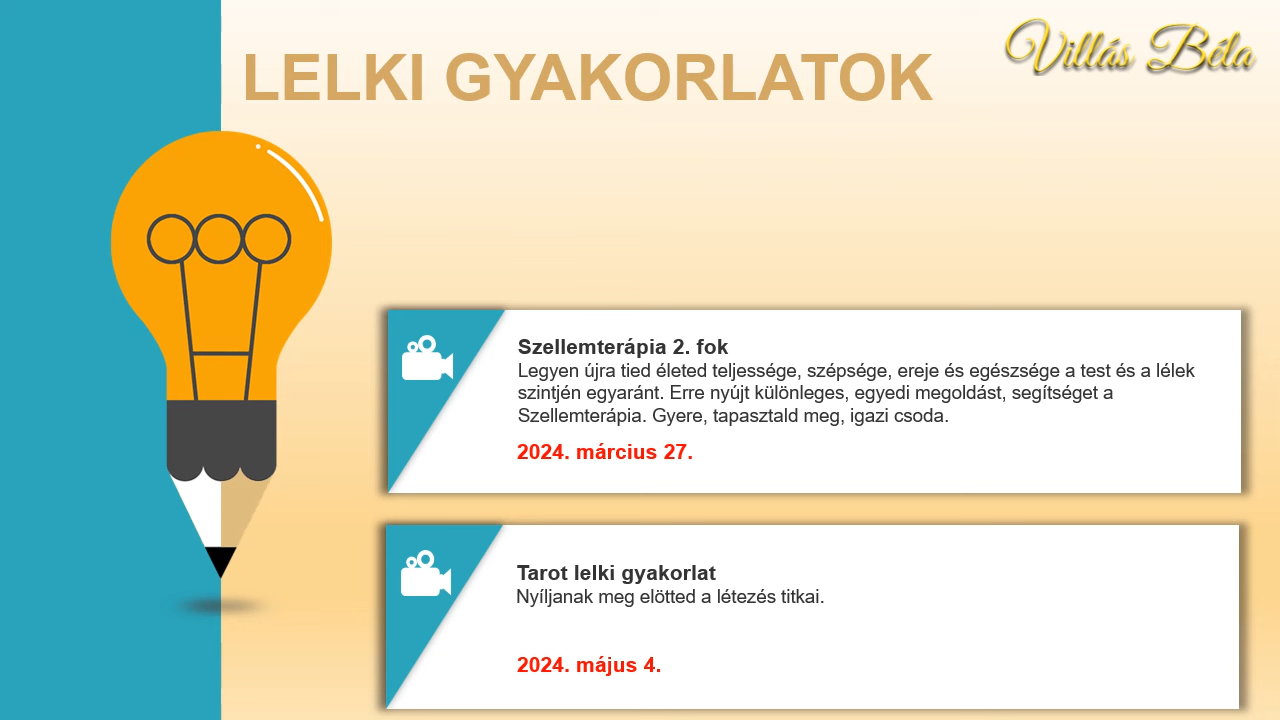 LELKI GYAKORLATOK
Villás Béla
Szellemterápia 2. fok
Legyen újra tied életed teljessége, szépsége, ereje és egészsége a test és a lélek
szintjén egyaránt. Erre nyújt különleges, egyedi megoldást, segítséget a
Szellemterápia. Gyere, tapasztald meg, igazi csoda.
2024. március 27.
Tarot lelki gyakorlat
Nyíljanak meg elötted a létezés titkai.
2024. május 4.